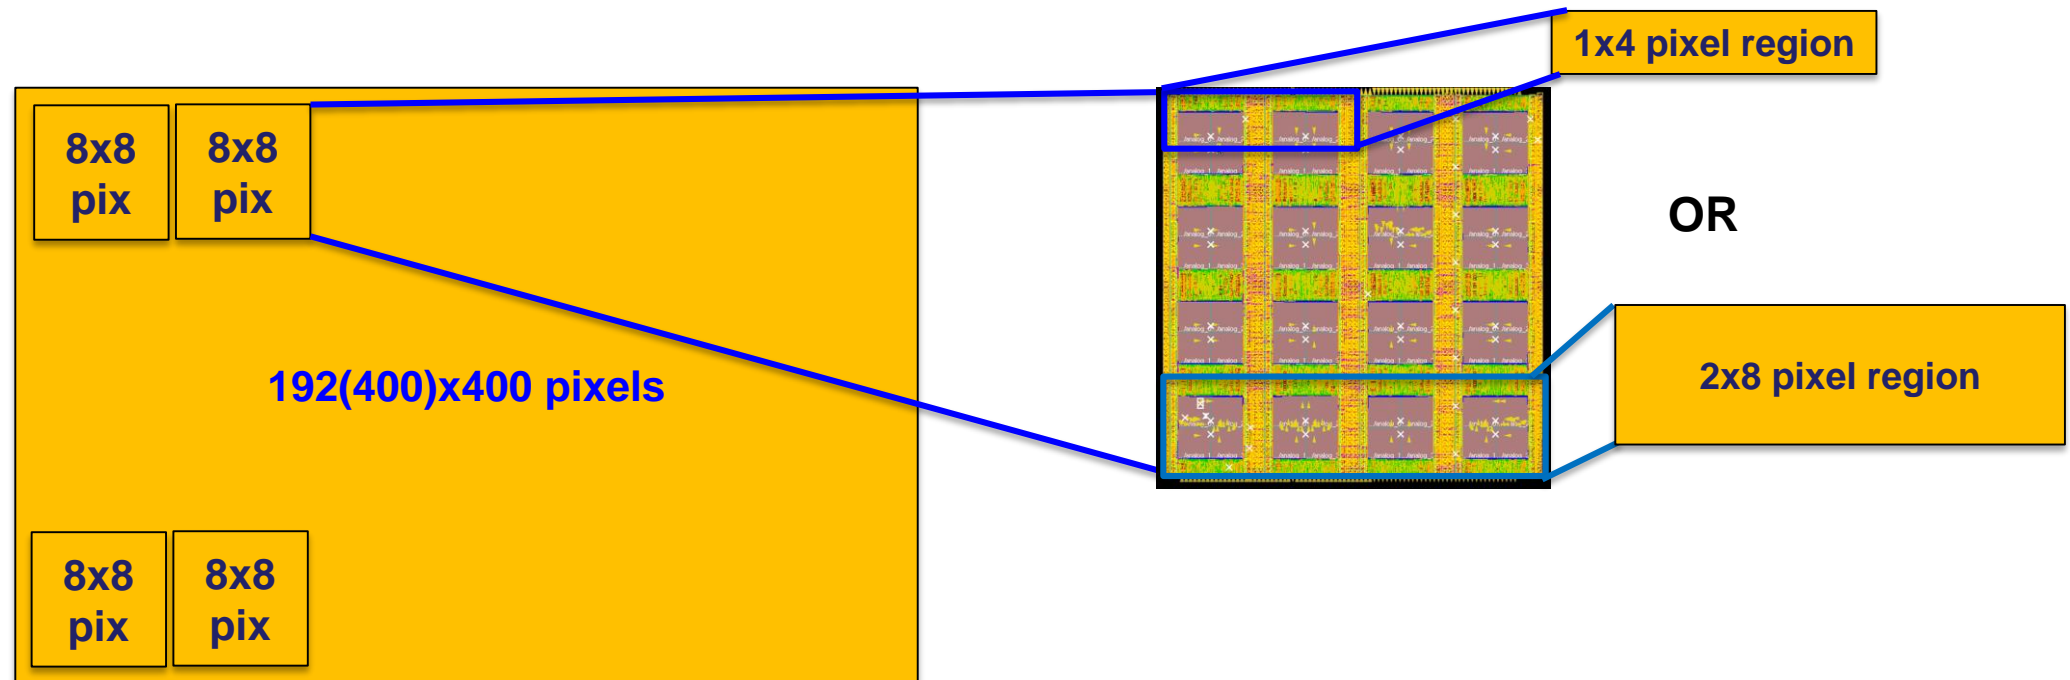 1x4 pixel region
8x8
pix
8x8
pix
OR
192(400)x400 pixels
2x8 pixel region
8x8
pix
8x8
pix